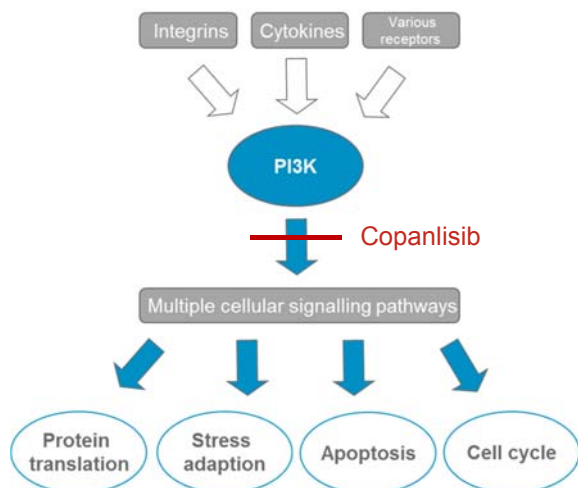 Integrins
Cytokines
Various
receptors
PI3K
Copanlisib
Multiple cellular signalling pathways
Protein
translation
Stress
adaption
Apoptosis
Cell cycle